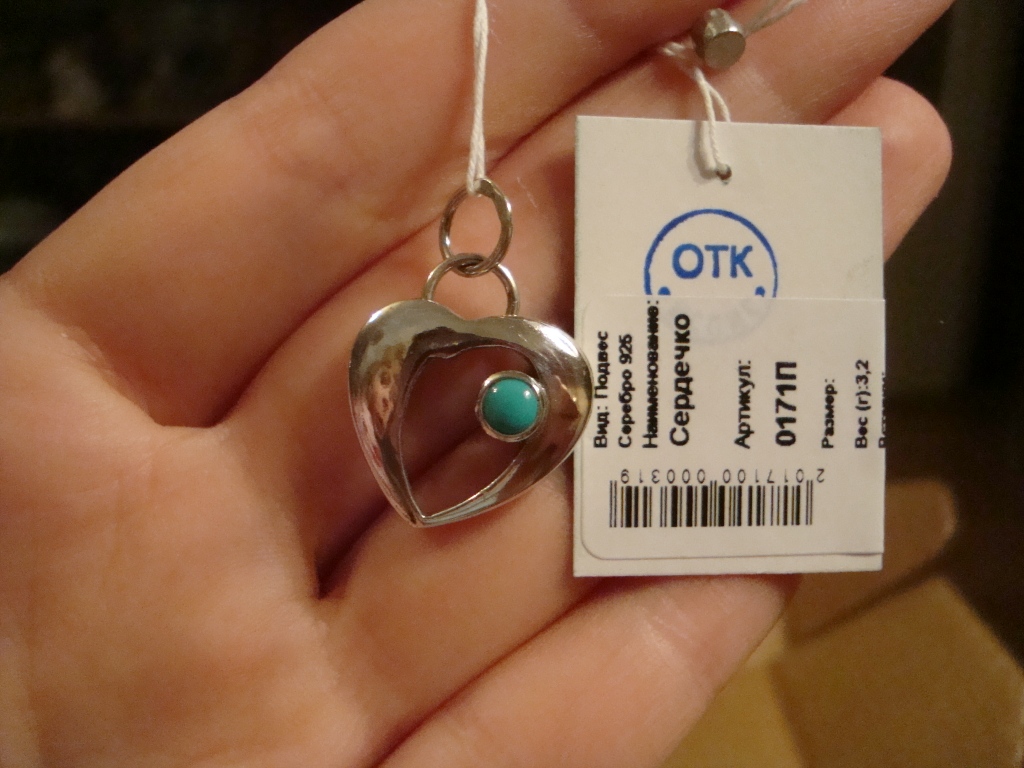 ОТК
Вид: Подвес
Серебро 925
Наименование:
Сердечко
Артикул:
0171П
Размер:
Вес (г):3,2
2017100000319